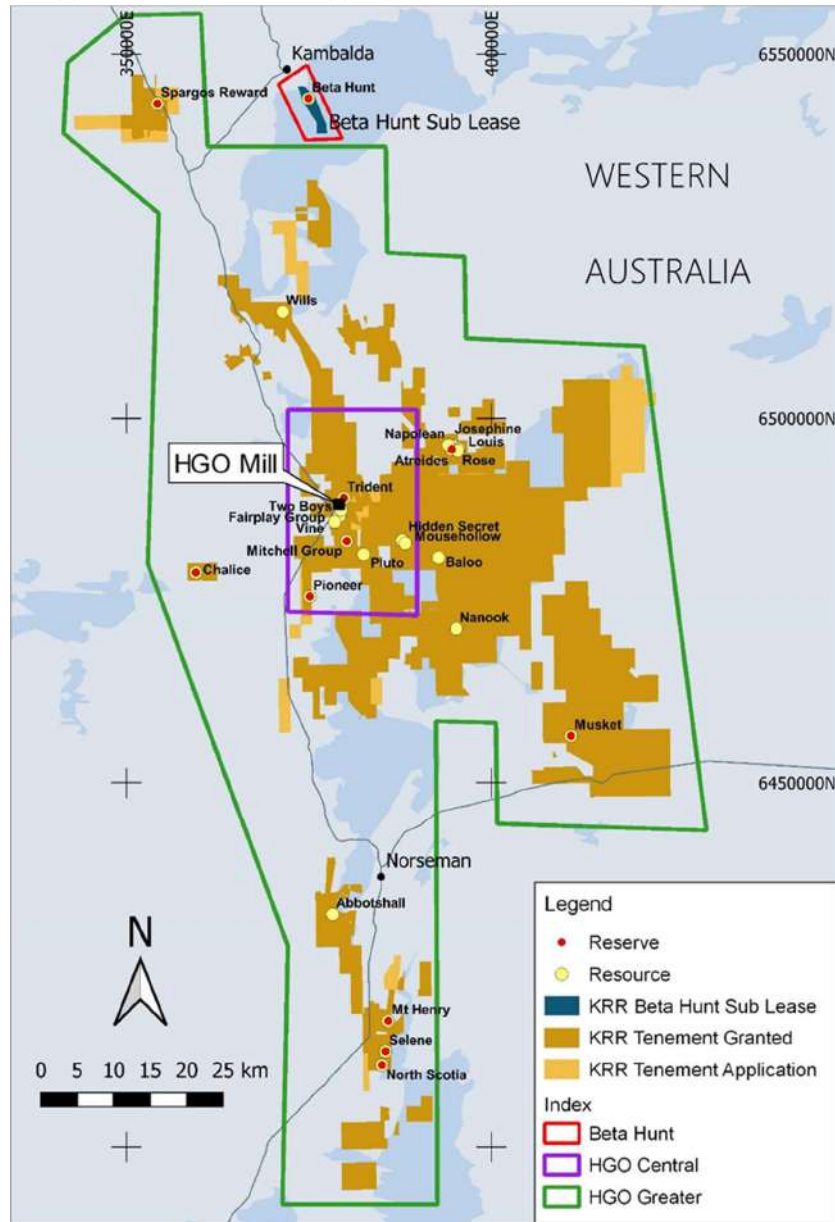 350000E
400000E
6550000N
Kambalda
Spargos Reward
Beta Hunt
Beta Hunt Sub Lease
WESTERN
AUSTRALIA
Wills
6500000N
Napolean
Josephine
Louis
Atreides
Rose
HGO Mill
Trident
Two Boys
Fairplay Group
Vine
Hidden Secret
Mousehollow
Mitchell Group
Pluto
Baloo
Chalice
Pioneer
Nanook
Musket
6450000N
Norseman
Abbotshall
N
Mt Henry
Selene
North Scotia
0 5 10 15 20 25 km
Legend
Reserve
Resource
KRR Beta Hunt Sub Lease
KRR Tenement Granted
KRR Tenement Application
Index
Beta Hunt
HGO Central
HGO Greater